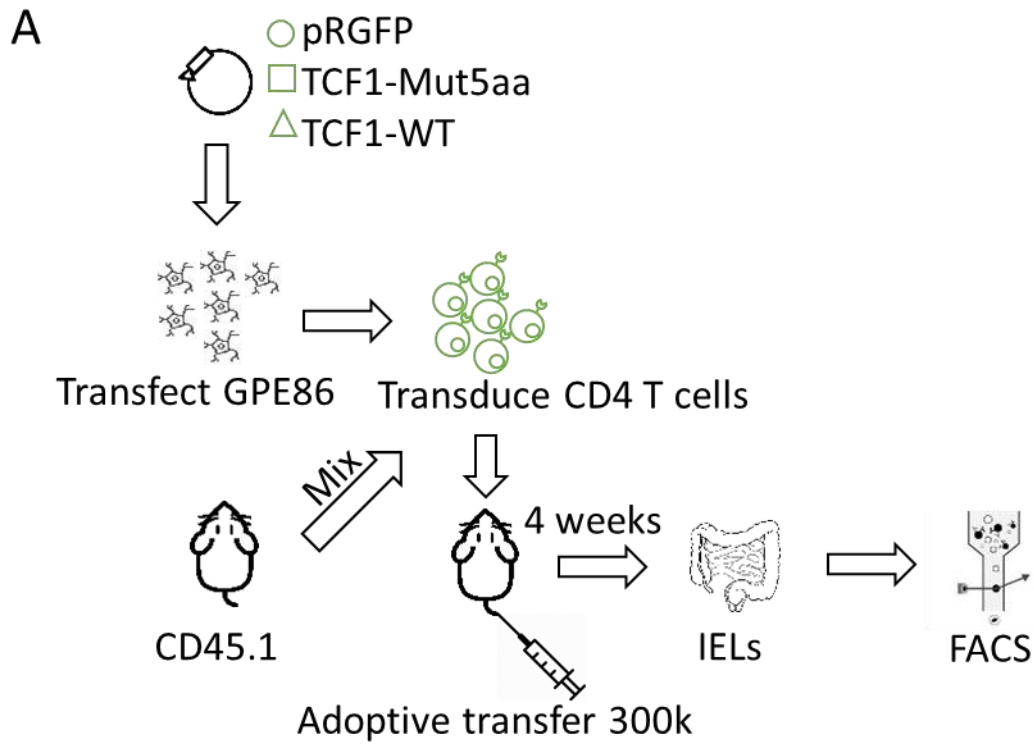 A
pRGFP
TCF1-Mut5aa
TCF1-WT
Transfect GPE86
Transduce CD4 T cells
Mix
4 weeks
CD45.1
IELs
FACS
Adoptive transfer 300k